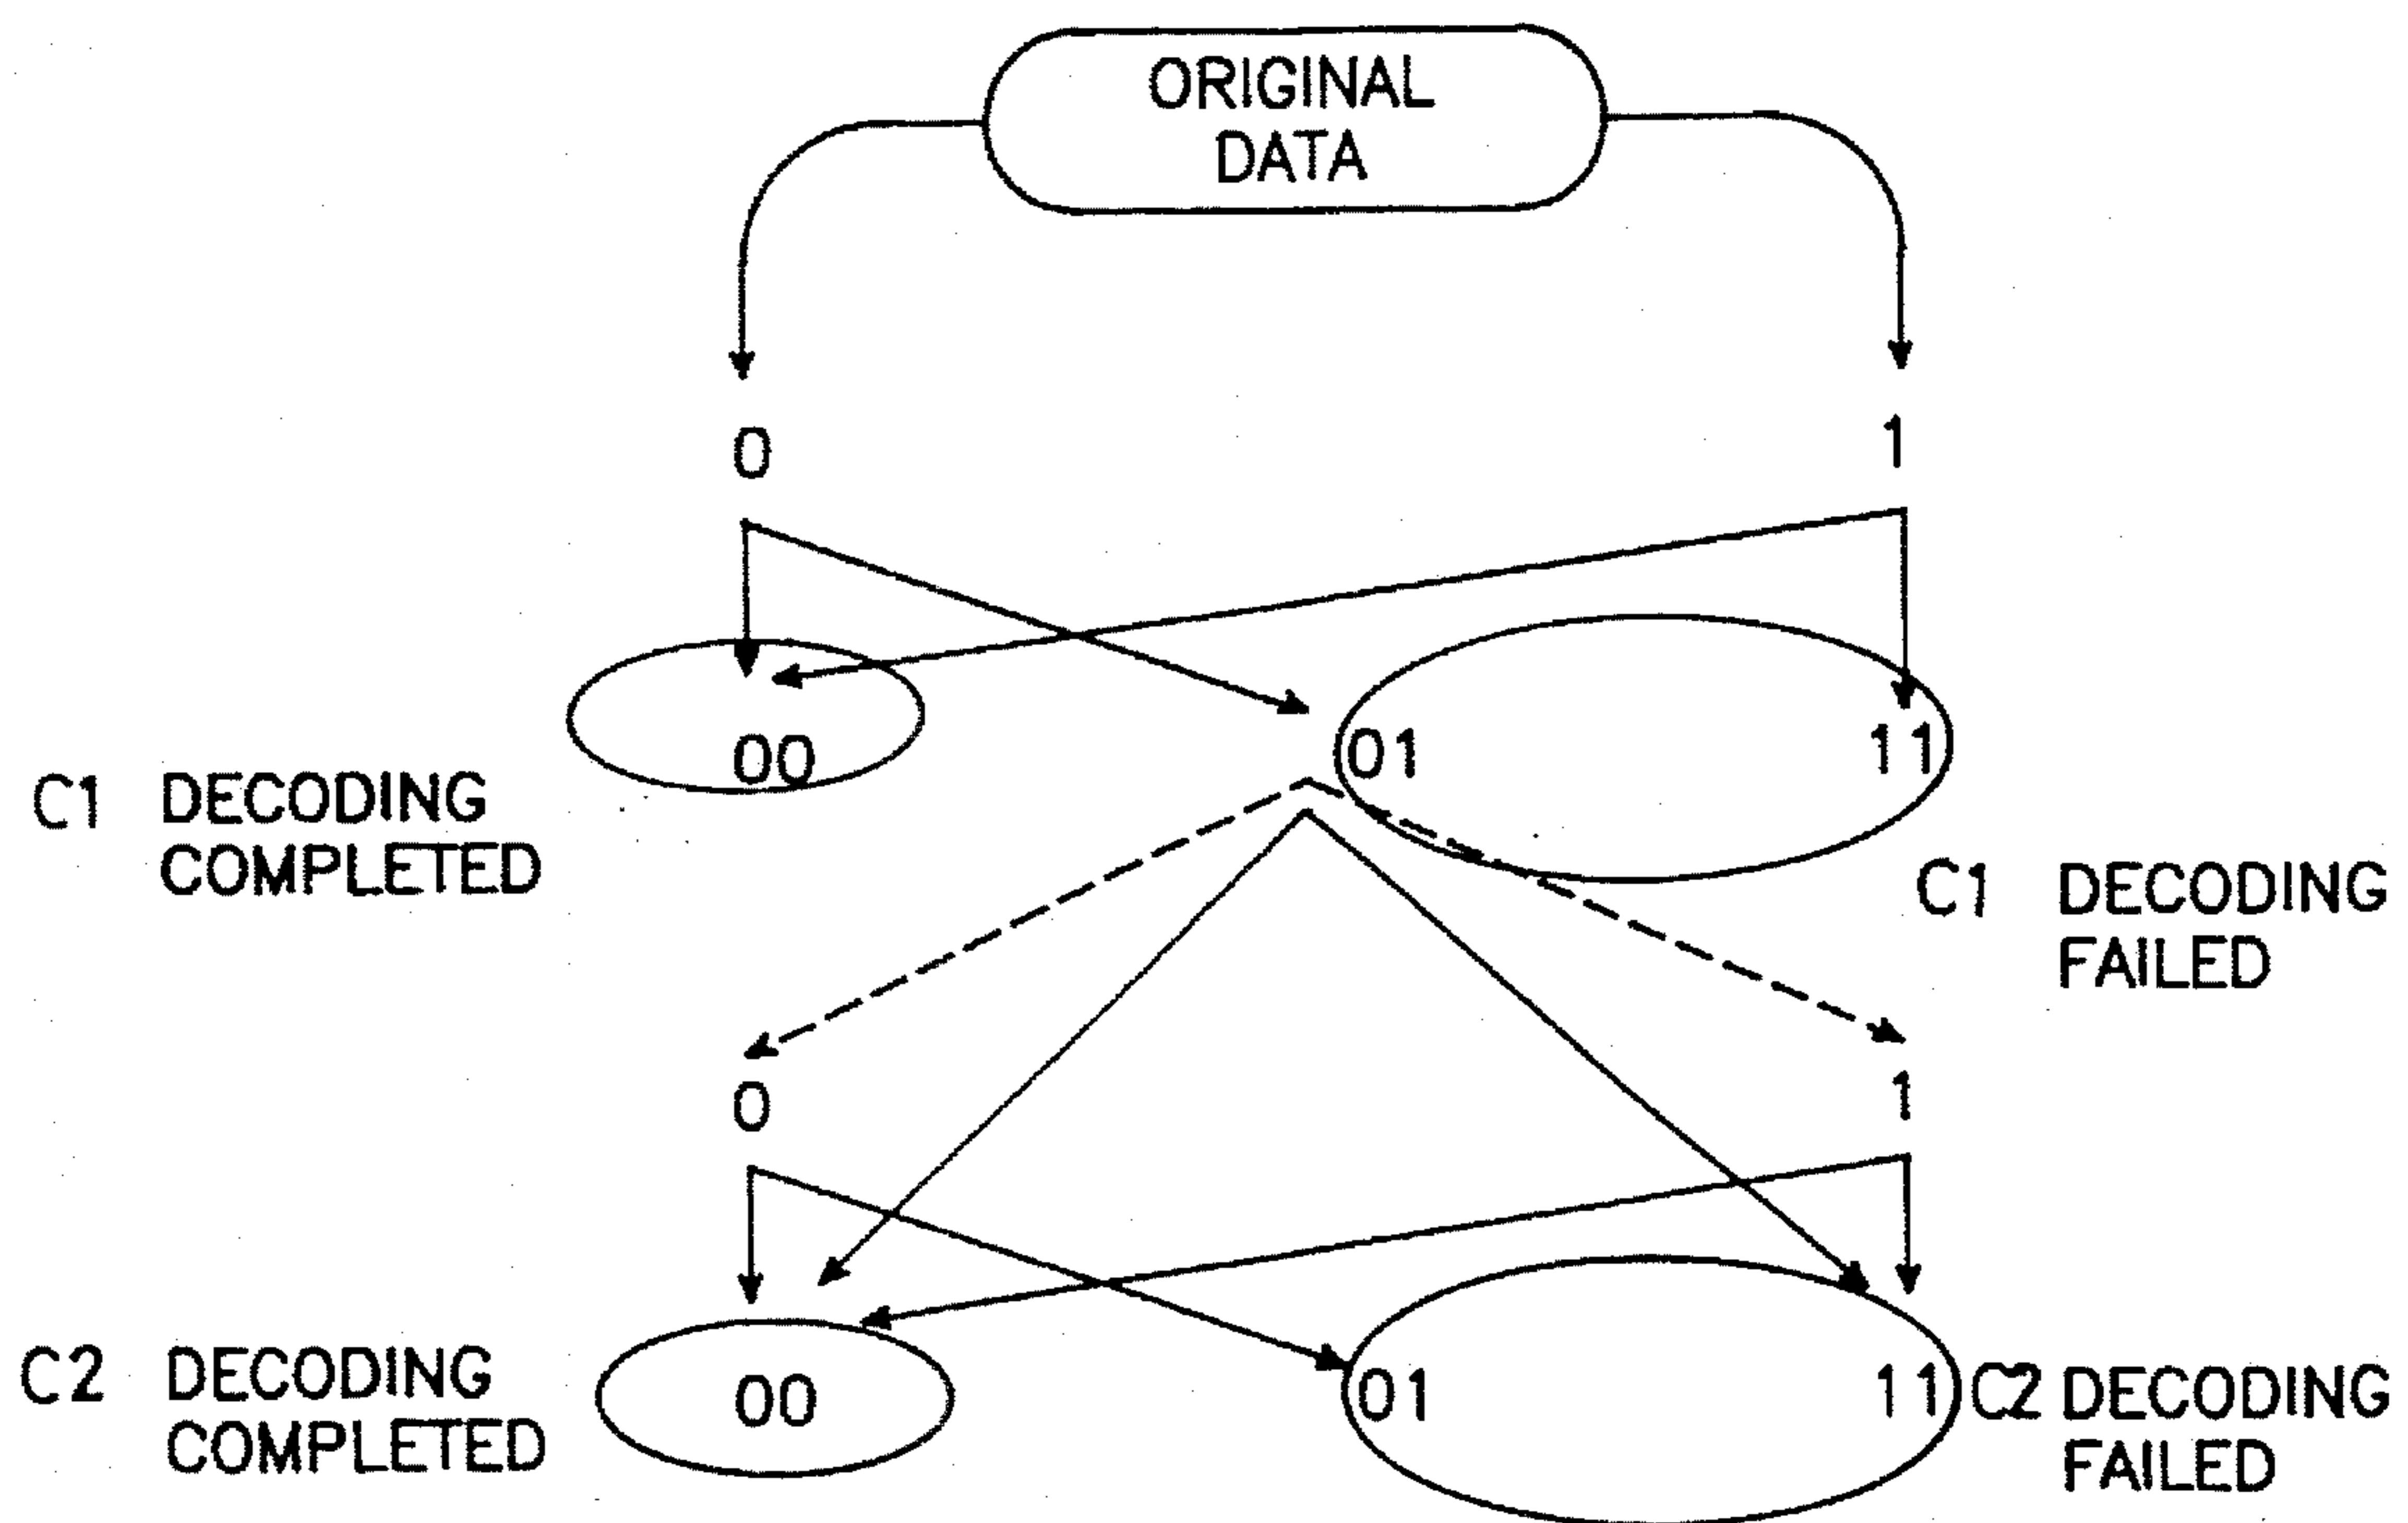 ORIGINAL
DATA
0
1
00
01
11
C1 DECODING
COMPLETED
C1 DECODING
FAILED
0
1
00
01
11
C2 DECODING
COMPLETED
C2 DECODING
FAILED